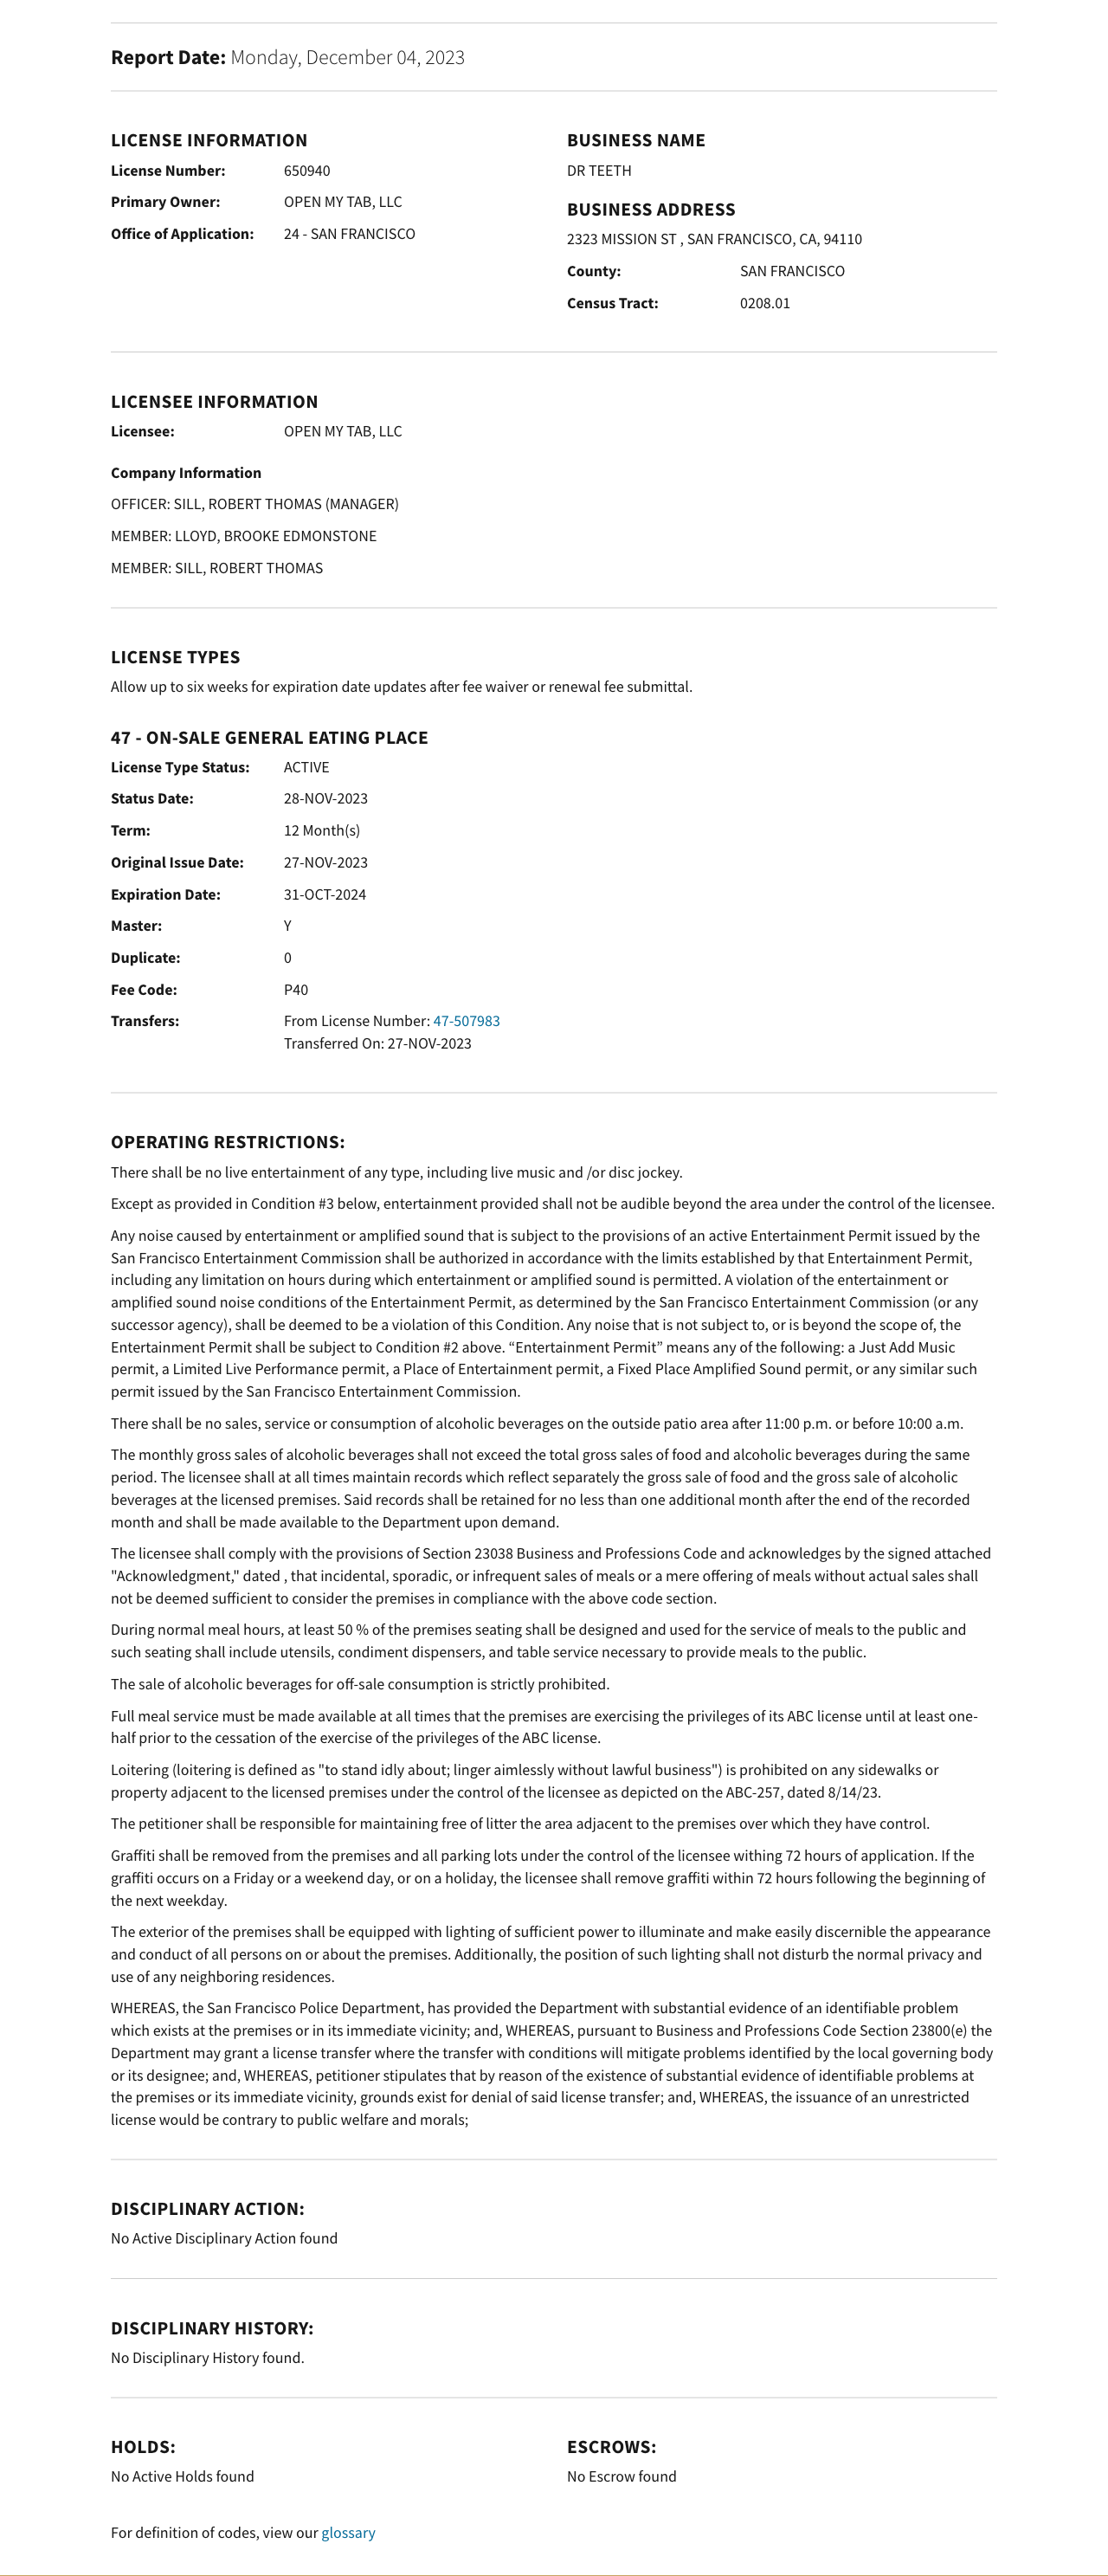 Report Date: Monday, December 04, 2023
LICENSE INFORMATION
License Number: 650940
Primary Owner: OPEN MY TAB, LLC
Office of Application: 24 - SAN FRANCISCO
BUSINESS NAME
DR TEETH
BUSINESS ADDRESS
2323 MISSION ST , SAN FRANCISCO, CA, 94110
County: SAN FRANCISCO
Census Tract: 0208.01
LICENSEE INFORMATION
Licensee: OPEN MY TAB, LLC
Company Information
OFFICER: SILL, ROBERT THOMAS (MANAGER)
MEMBER: LLOYD, BROOKE EDMONSTONE
MEMBER: SILL, ROBERT THOMAS
LICENSE TYPES
Allow up to six weeks for expiration date updates after fee waiver or renewal fee submittal.
47 - ON-SALE GENERAL EATING PLACE
License Type Status: ACTIVE
Status Date: 28-NOV-2023
Term: 12 Month(s)
Original Issue Date: 27-NOV-2023
Expiration Date: 31-OCT-2024
Master: Y
Duplicate: 0
Fee Code: P40
Transfers: From License Number: 47-507983
Transferred On: 27-NOV-2023
OPERATING RESTRICTIONS:
There shall be no live entertainment of any type, including live music and /or disc jockey.
Except as provided in Condition #3 below, entertainment provided shall not be audible beyond the area under the control of the licensee.
Any noise caused by entertainment or amplified sound that is subject to the provisions of an active Entertainment Permit issued by the
San Francisco Entertainment Commission shall be authorized in accordance with the limits established by that Entertainment Permit,
including any limitation on hours during which entertainment or amplified sound is permitted. A violation of the entertainment or
amplified sound noise conditions of the Entertainment Permit, as determined by the San Francisco Entertainment Commission (or any
successor agency), shall be deemed to be a violation of this Condition. Any noise that is not subject to, or is beyond the scope of, the
Entertainment Permit shall be subject to Condition #2 above. “Entertainment Permit” means any of the following: a Just Add Music
permit, a Limited Live Performance permit, a Place of Entertainment permit, a Fixed Place Amplified Sound permit, or any similar such
permit issued by the San Francisco Entertainment Commission.
There shall be no sales, service or consumption of alcoholic beverages on the outside patio area after 11:00 p.m. or before 10:00 a.m.
The monthly gross sales of alcoholic beverages shall not exceed the total gross sales of food and alcoholic beverages during the same
period. The licensee shall at all times maintain records which reflect separately the gross sale of food and the gross sale of alcoholic
beverages at the licensed premises. Said records shall be retained for no less than one additional month after the end of the recorded
month and shall be made available to the Department upon demand.
The licensee shall comply with the provisions of Section 23038 Business and Professions Code and acknowledges by the signed attached
"Acknowledgment," dated , that incidental, sporadic, or infrequent sales of meals or a mere offering of meals without actual sales shall
not be deemed sufficient to consider the premises in compliance with the above code section.
During normal meal hours, at least 50 % of the premises seating shall be designed and used for the service of meals to the public and
such seating shall include utensils, condiment dispensers, and table service necessary to provide meals to the public.
The sale of alcoholic beverages for off-sale consumption is strictly prohibited.
Full meal service must be made available at all times that the premises are exercising the privileges of its ABC license until at least one-
half prior to the cessation of the exercise of the privileges of the ABC license.
Loitering (loitering is defined as "to stand idly about; linger aimlessly without lawful business") is prohibited on any sidewalks or
property adjacent to the licensed premises under the control of the licensee as depicted on the ABC-257, dated 8/14/23.
The petitioner shall be responsible for maintaining free of litter the area adjacent to the premises over which they have control.
Graffiti shall be removed from the premises and all parking lots under the control of the licensee withing 72 hours of application. If the
graffiti occurs on a Friday or a weekend day, or on a holiday, the licensee shall remove graffiti within 72 hours following the beginning of
the next weekday.
The exterior of the premises shall be equipped with lighting of sufficient power to illuminate and make easily discernible the appearance
and conduct of all persons on or about the premises. Additionally, the position of such lighting shall not disturb the normal privacy and
use of any neighboring residences.
WHEREAS, the San Francisco Police Department, has provided the Department with substantial evidence of an identifiable problem
which exists at the premises or in its immediate vicinity; and, WHEREAS, pursuant to Business and Professions Code Section 23800(e) the
Department may grant a license transfer where the transfer with conditions will mitigate problems identified by the local governing body
or its designee; and, WHEREAS, petitioner stipulates that by reason of the existence of substantial evidence of identifiable problems at
the premises or its immediate vicinity, grounds exist for denial of said license transfer; and, WHEREAS, the issuance of an unrestricted
license would be contrary to public welfare and morals;
DISCIPLINARY ACTION:
No Active Disciplinary Action found
DISCIPLINARY HISTORY:
No Disciplinary History found.
HOLDS:
No Active Holds found
ESCROWS:
No Escrow found
For definition of codes, view our glossary